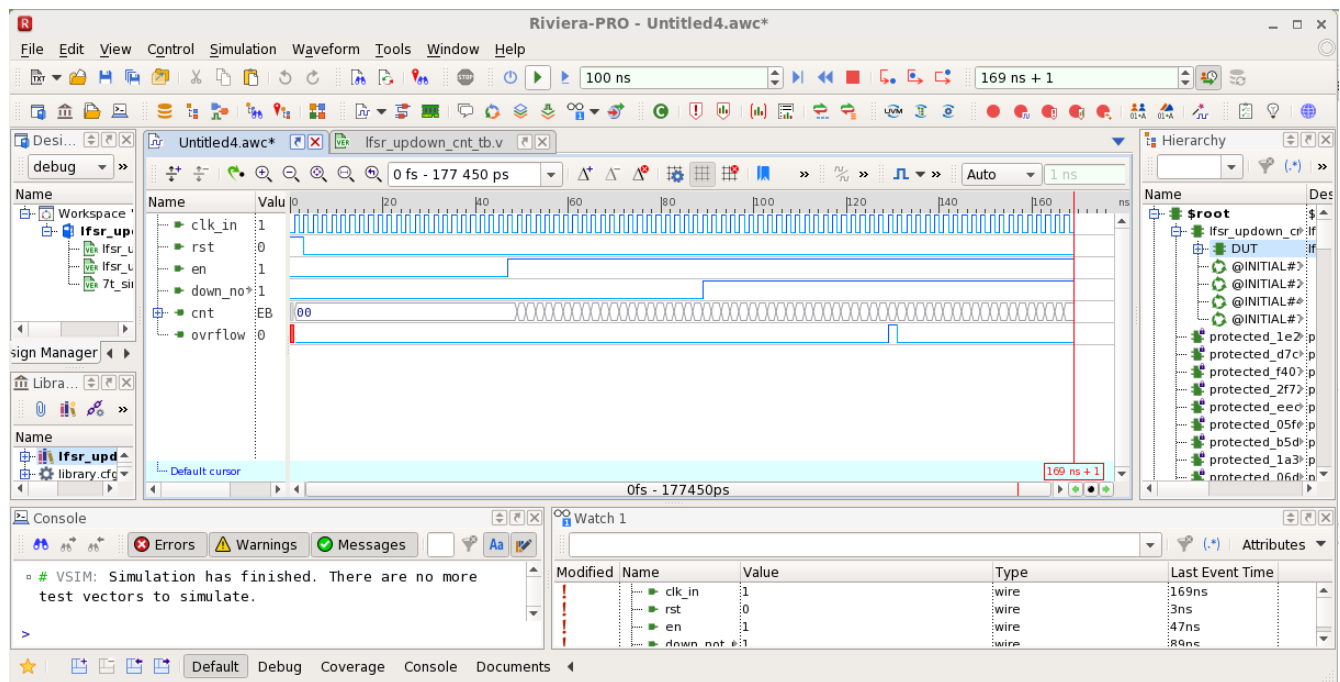 Riviera-PRO - Untitled4.awc*
File Edit View Control Simulation Waveform Tools Window Help
100 ns 169 ns + 1
Desi...
debug
Name
Workspace
lfsr_up
lfsr_u
lfsr_u
7t_si
sign Manager
Libra...
Name
lfsr_upd
library.cfg
Untitled4.awc* lfsr_updown_cnt_tb.v
0 fs - 177 450 ps Auto 1 ns
Name Valu 0 20 40 60 80 100 120 140 160 ns
clk_in 1
rst 0
en 1
down_no 1
cnt EB 00
ovrflow 0
Default cursor 169 ns + 1
0fs - 177450ps
Hierarchy
Name Des
$root $
lfsr_updown_cr lf
DUT lf
@INITIAL#
@INITIAL#
@INITIAL#
@INITIAL#
protected_1e2 p
protected_d7c p
protected_f40 p
protected_2f7 p
protected_eec p
protected_05f p
protected_b5d p
protected_1a3 p
protected_06d p
Console
Errors Warnings Messages Aa
# VSIM: Simulation has finished. There are no more
test vectors to simulate.
>
Watch 1
Attributes
Modified Name Value Type Last Event Time
clk_in 1 wire 169ns
rst 0 wire 3ns
en 1 wire 47ns
down_not 1 wire 89ns
Default Debug Coverage Console Documents